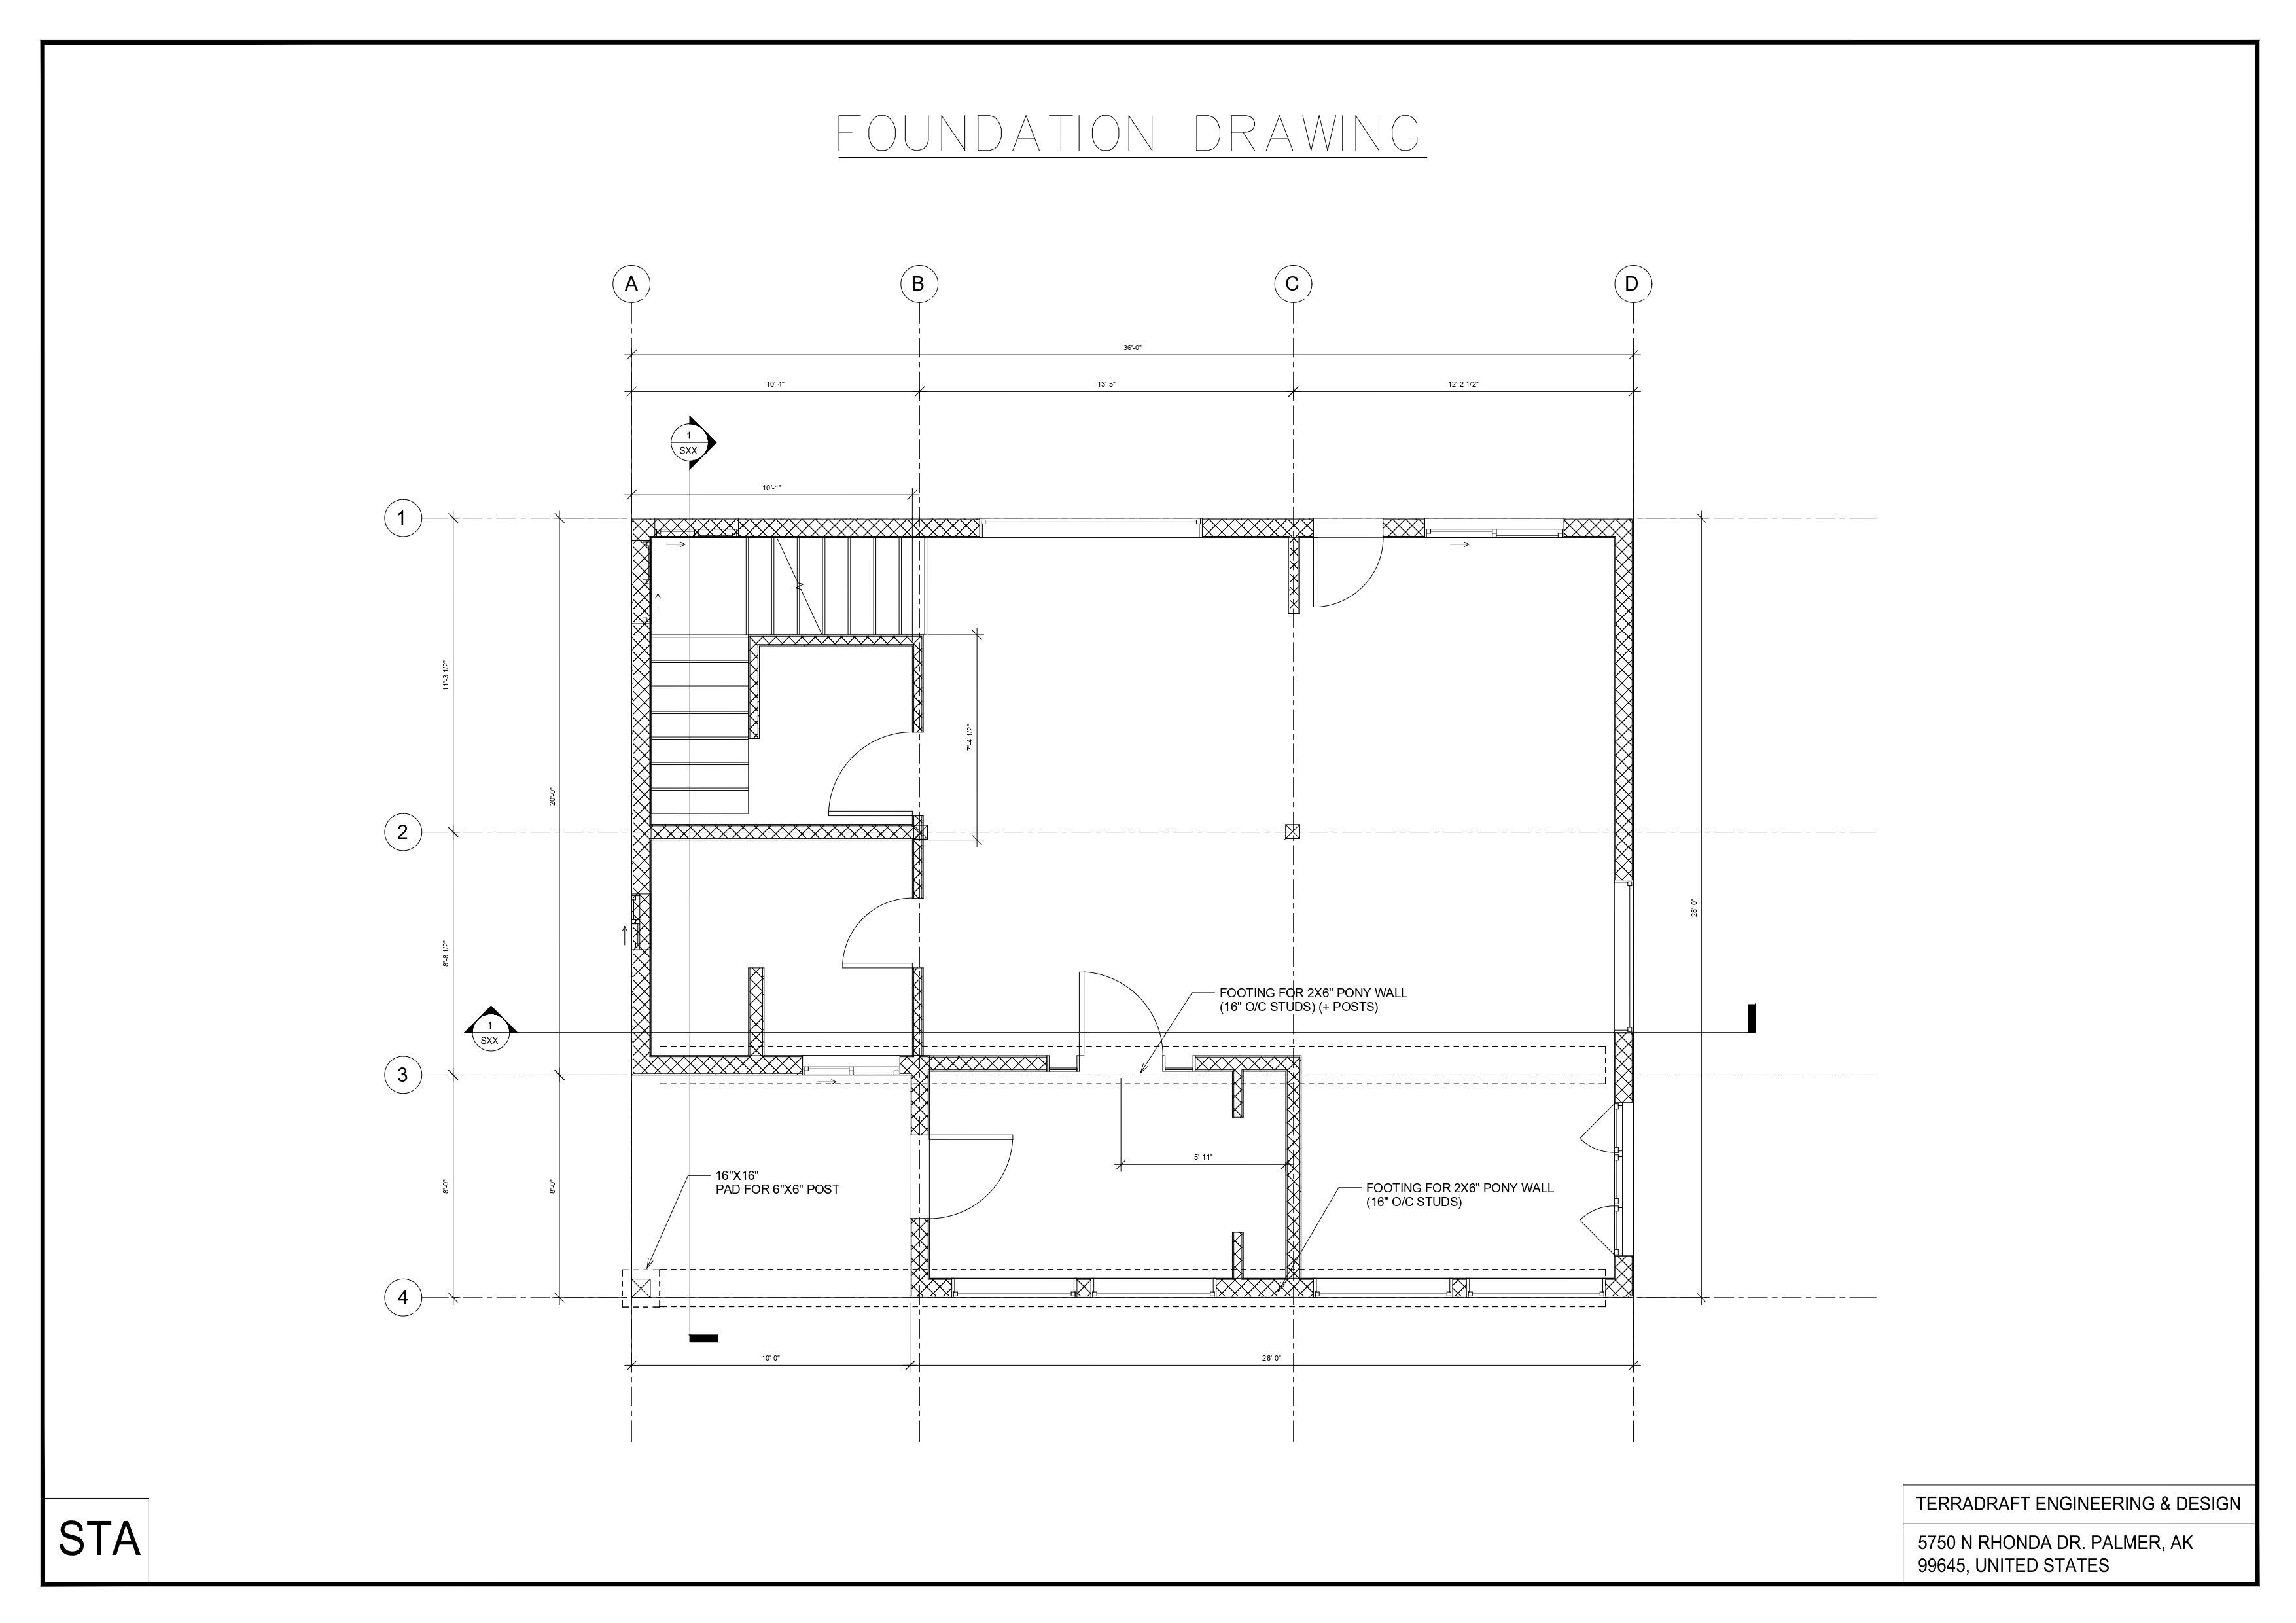 FOUNDATION DRAWING
A
B
C
D
36'-0"
10'-4"
13'-5"
12'-2 1/2"
1
SXX
10'-1"
1
11'-3 1/2"
20'-0"
7'-4 1/2"
2
28'-0"
8'-8 1/2"
FOOTING FOR 2X6" PONY WALL
(16" O/C STUDS) (+ POSTS)
1
SXX
3
5'-11"
16"X16"
PAD FOR 6"X6" POST
8'-0"
8'-0"
FOOTING FOR 2X6" PONY WALL
(16" O/C STUDS)
4
10'-0"
26'-0"
STA
TERRADRAFT ENGINEERING & DESIGN
5750 N RHONDA DR. PALMER, AK
99645, UNITED STATES